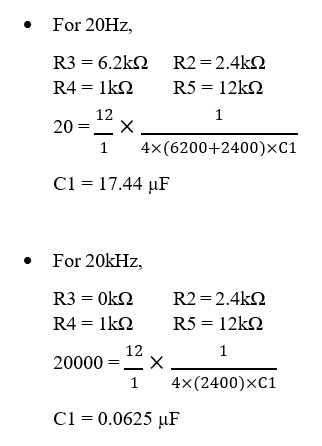 • For 20Hz,
R3 = 6.2kΩ R2 = 2.4kΩ
R4 = 1kΩ R5 = 12kΩ
20 = 12/1 × 1/4×(6200+2400)×C1
C1 = 17.44 μF
• For 20kHz,
R3 = 0kΩ R2 = 2.4kΩ
R4 = 1kΩ R5 = 12kΩ
20000 = 12/1 × 1/4×(2400)×C1
C1 = 0.0625 μF